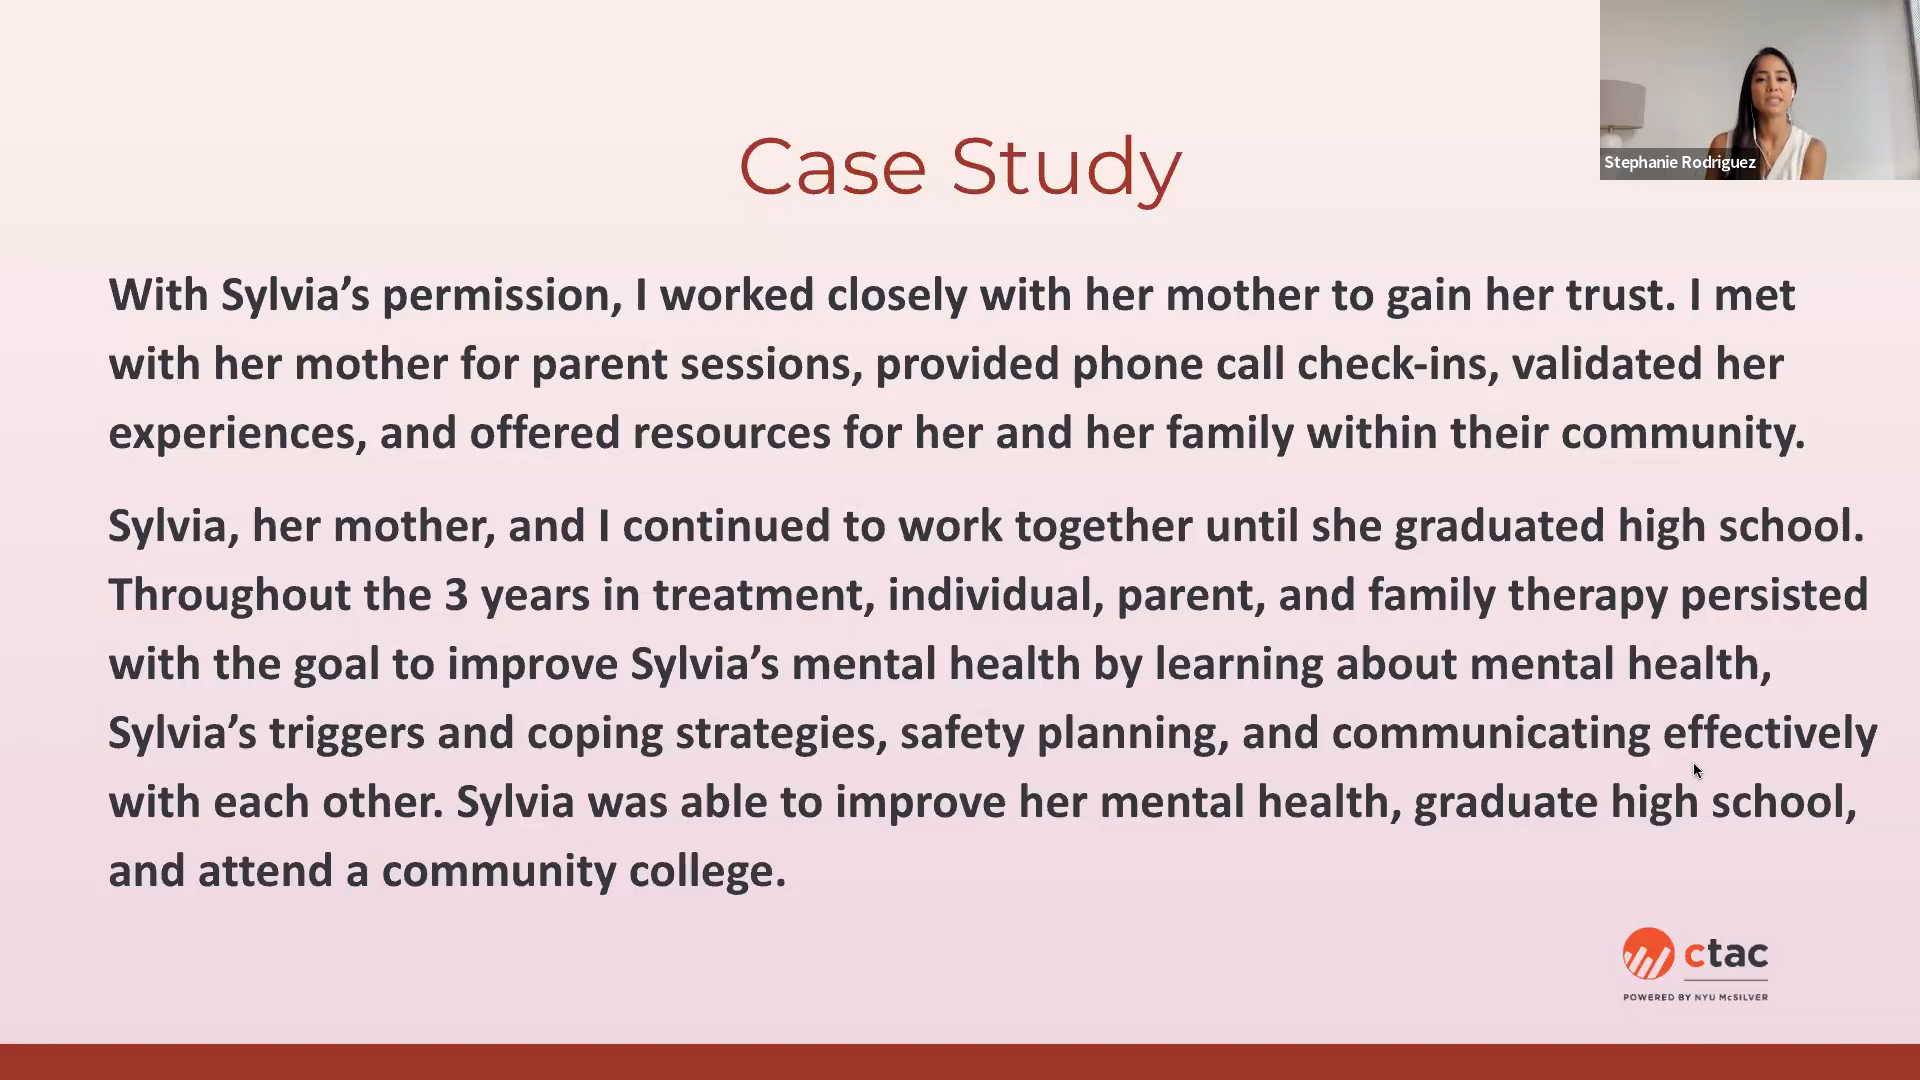 Case Study
Stephanie Rodriguez
With Sylvia’s permission, I worked closely with her mother to gain her trust. I met
with her mother for parent sessions, provided phone call check-ins, validated her
experiences, and offered resources for her and her family within their community.
Sylvia, her mother, and I continued to work together until she graduated high school.
Throughout the 3 years in treatment, individual, parent, and family therapy persisted
with the goal to improve Sylvia’s mental health by learning about mental health,
Sylvia’s triggers and coping strategies, safety planning, and communicating effectively
with each other. Sylvia was able to improve her mental health, graduate high school,
and attend a community college.
ctac
POWERED BY NYU McSILVER